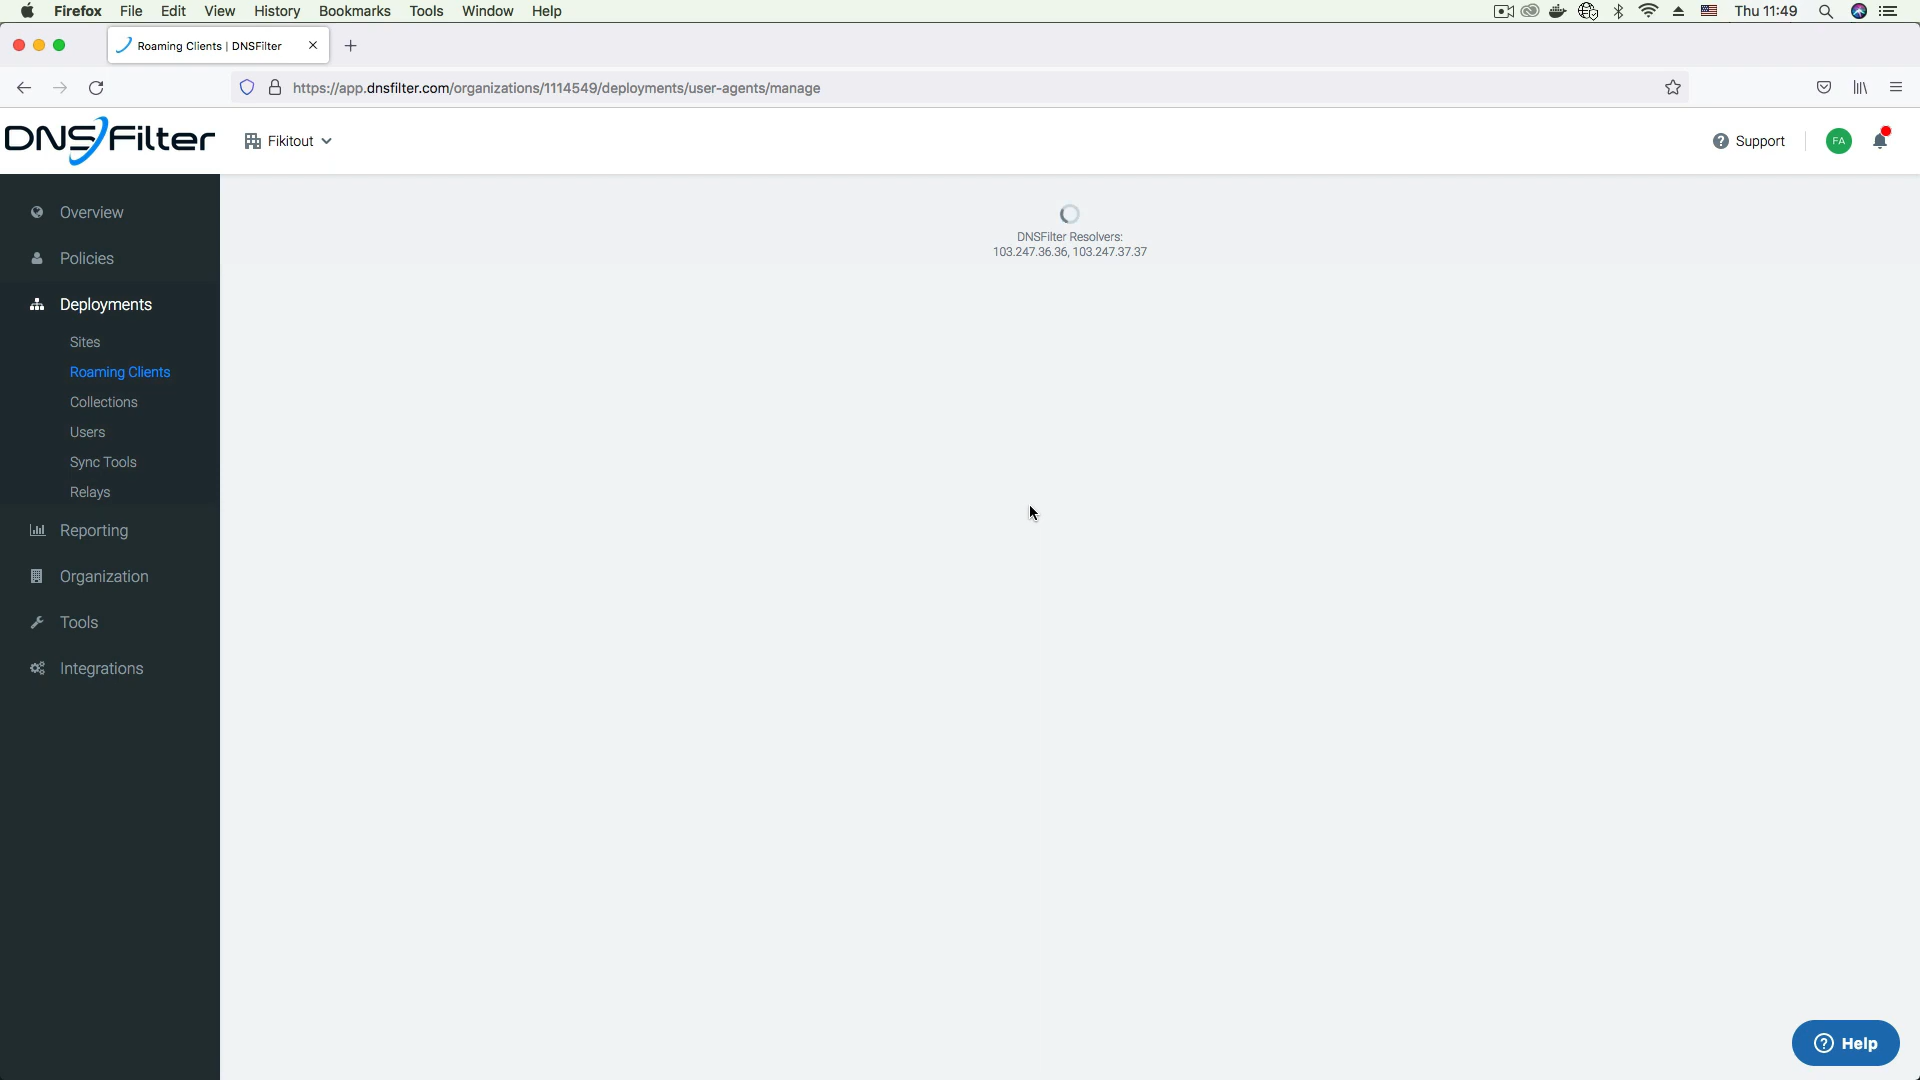 Firefox File Edit View History Bookmarks Tools Window Help Thu 11:49
Roaming Clients | DNSFilter
https://app.dnsfilter.com/organizations/1114549/deployments/user-agents/manage
DNSFilter Fikitout Support FA
Overview
Policies
Deployments
Sites
Roaming Clients
Collections
Users
Sync Tools
Relays
Reporting
Organization
Tools
Integrations
DNSFilter Resolvers:
103.247.36.36, 103.247.37.37
Help